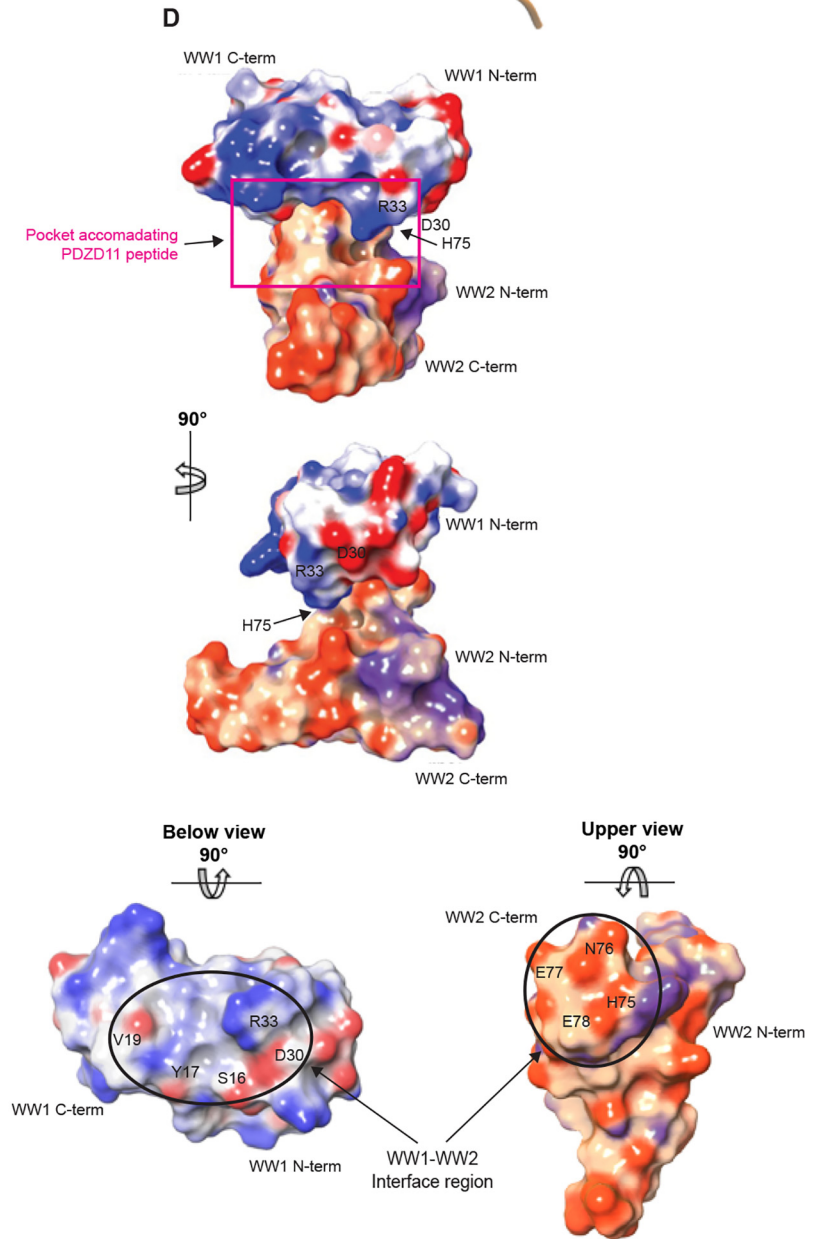 D
WW1 C-term
WW1 N-term
R33
D30
H75
Pocket accomadating
PDZD11 peptide
WW2 N-term
WW2 C-term
90°
WW1 N-term
D30
R33
H75
WW2 N-term
WW2 C-term
Below view
90°
Upper view
90°
WW2 C-term
N76
E77
H75
E78
WW2 N-term
R33
V19
D30
Y17
S16
WW1 C-term
WW1 N-term
WW1-WW2
Interface region